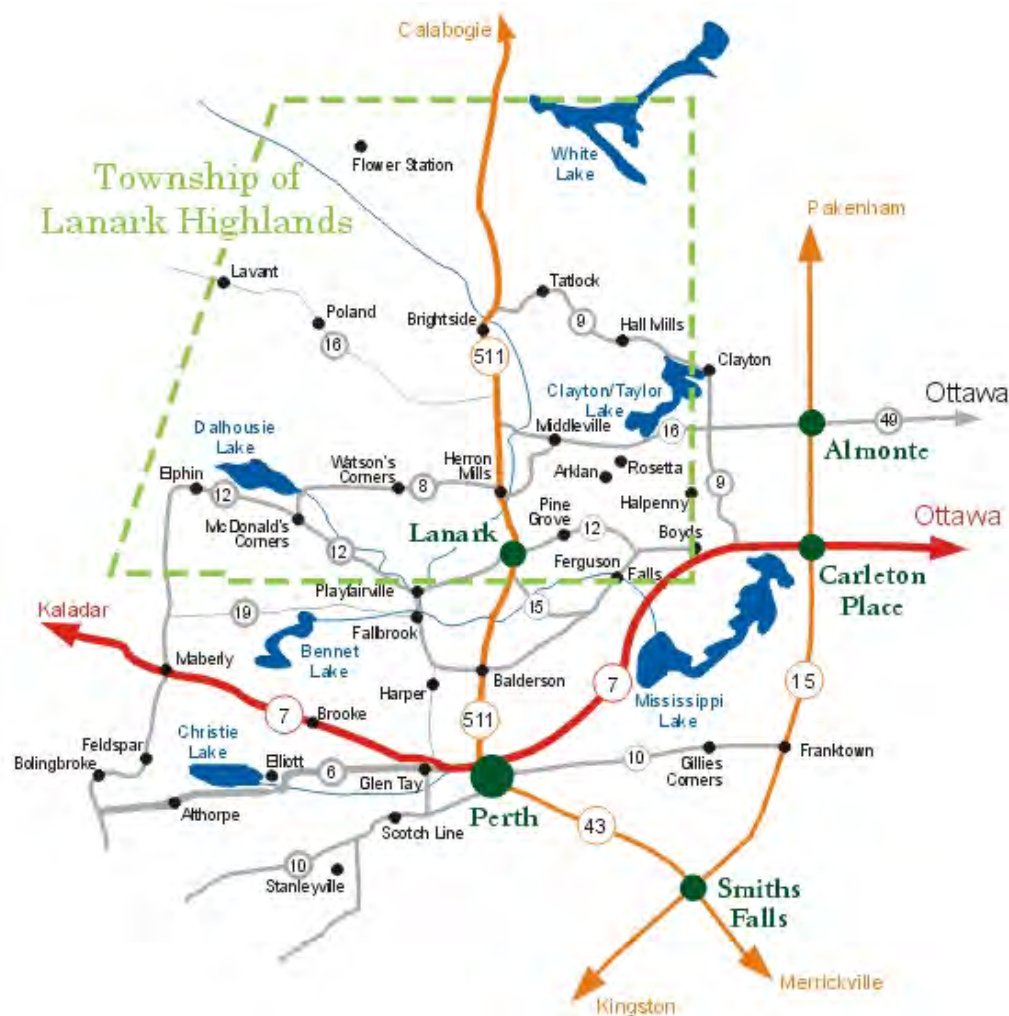 Calabogie
Flower Station
White
Lake
Township of
Lanark Highlands
Pakenham
Lavant
Tatlock
Poland
Brightside
9
Hall Mills
16
511
Clayton
Clayton/Taylor
Lake
Ottawa
Dalhousie
Lake
Middleville
16
49
Almonte
Elphin
Watson's
Corners
Herron
Mills
Arklan
Rosetta
12
8
9
Halpenny
McDonald's
Corners
Pine
Grove
12
Ottawa
Lanark
Boyds
12
Ferguson
Falls
Carleton
Place
Playfairville
Kaladar
19
15
Fallbrook
Bennet
Lake
Maberly
Balderson
7
15
Harper
Mississippi
Lake
7
Brooke
511
Christie
Lake
Feldspar
Bolingbroke
Elliott
6
Glen Tay
10
Gillies
Corners
Franktown
Althorpe
Perth
Scotch Line
43
10
Stanleyville
Smiths
Falls
Merrickville
Kingston